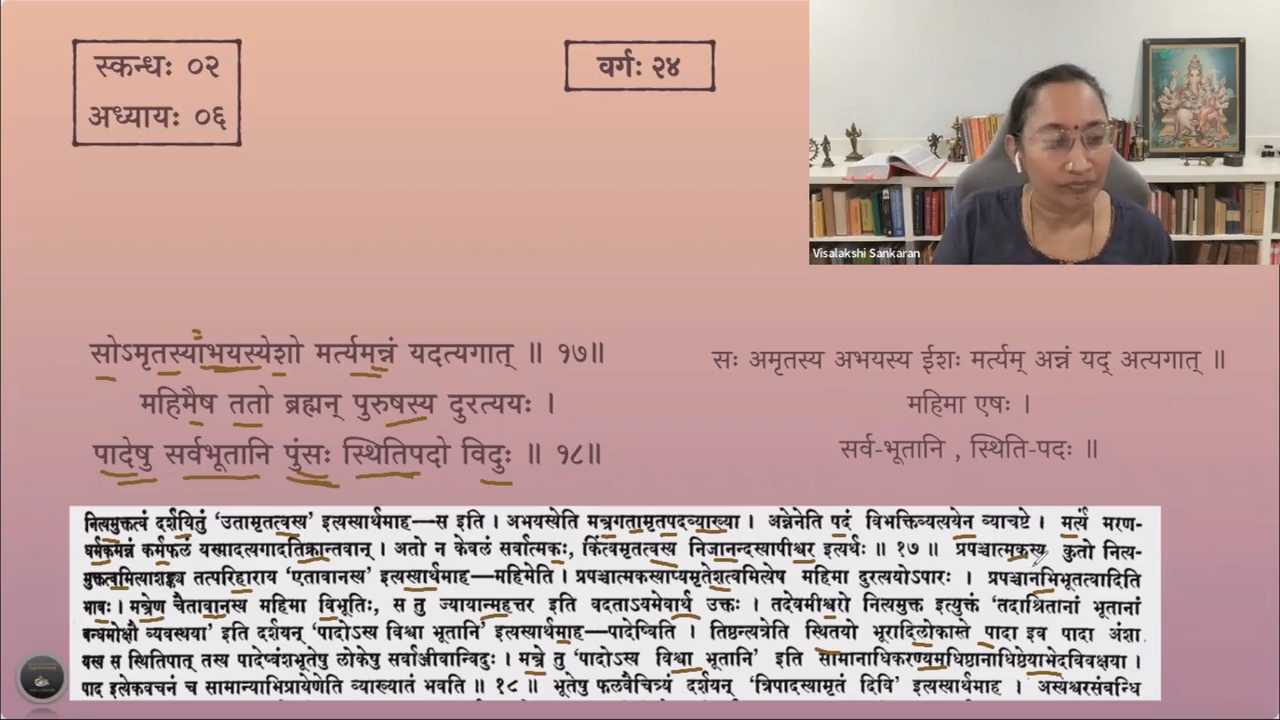 स्कन्धः ०२
अध्यायः ०६
वर्गः २४
Visalakshi Sankaran
सोऽमृतस्याभयस्येशो मर्त्यमन्नं यदत्यगात् ॥ १७॥
महिमैष ततो ब्रह्मन् पुरुषस्य दुरत्ययः ।
पादेषु सर्वभूतानि पुंसः स्थितिपदो विदुः ॥ १८॥
सः अमृतस्य अभयस्य ईशः मर्त्यम् अन्नं यद् अत्यगात् ॥
महिमा एषः ।
सर्व-भूतानि , स्थिति-पदः ॥
नित्यमुक्तत्वं दर्शयितुं ‘उतामृतत्वस्य’ इत्यस्यार्थमाह—स इति । अभयस्येति मन्त्रगतामृतपदव्याख्या । अन्नेनेति पदं विभक्तिव्यत्ययेन व्याचष्टे । मर्त्यं मरण-
धर्मकमन्नं कर्मफलं यस्मादत्यगादतिक्रान्तवान् । अतो न केवलं सर्वात्मकः, किंत्वमृतत्वस्य निजानन्दस्यापीश्वर इत्यर्थः ॥ १७ ॥ प्रपञ्चात्मकस्य कुतो नित्य-
मुक्तत्वमित्याशङ्क्य तत्परिहाराय ‘एतावानस्य’ इत्यस्यार्थमाह—महिमेति । प्रपञ्चात्मकस्याप्यमृतेशत्वमित्येष महिमा दुरत्ययोऽपारः । प्रपञ्चानभिभूतत्वादिति
भावः । मन्त्रेण चैतावानस्य महिमा विभूतिः, स तु ज्यायान्महत्तर इति वदताऽयमेवार्थ उक्तः । तदेवमीश्वरो नित्यमुक्त इत्युक्तं ‘तदाश्रितानां भूतानां
बन्धमोक्षौ व्यवस्थया’ इति दर्शयन् ‘पादोऽस्य विश्वा भूतानि’ इत्यस्यार्थमाह—पादेष्विति । तिष्ठन्त्यत्रेति स्थितयो भूरादिलोकास्ते पादा इव पादा अंशा
यस्य स स्थितिपात् तस्य पादेष्वंशभूतेषु लोकेषु सर्वाञ्जीवान्विदुः । मन्त्रे तु ‘पादोऽस्य विश्वा भूतानि’ इति सामानाधिकरण्यमधिष्ठानाधिष्ठेयाभेदविवक्षया ।
पाद इत्येकवचनं च सामान्याभिप्रायेणेति व्याख्यातं भवति ॥ १८ ॥ भूतेषु फलवैचित्र्यं दर्शयन् ‘त्रिपादस्यामृतं दिवि’ इत्यस्यार्थमाह । अस्येश्वरसंबन्धि